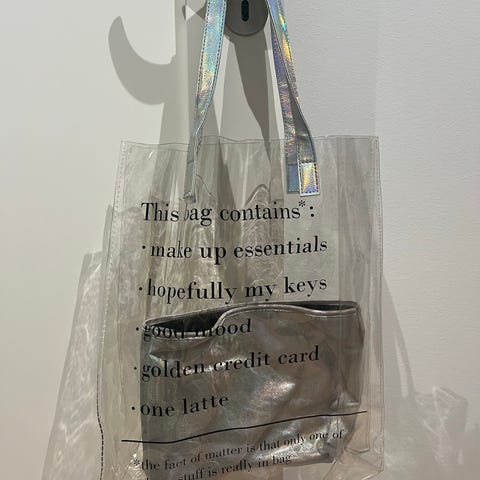 This bag contains*:
· make up essentials
· hopefully my keys
· good mood
· golden credit card
· one latte
*the fact of matter is that only one of
stuff is really in bag